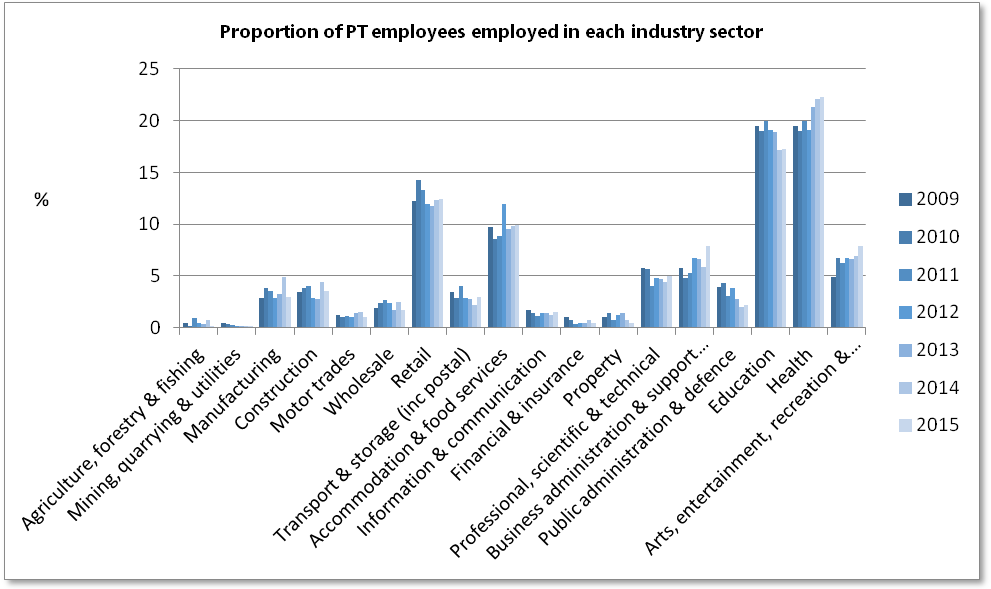 Proportion of PT employees employed in each industry sector
25
20
15
10
5
0
%
Agriculture, forestry & fishing
Mining, quarrying & utilities
Manufacturing
Construction
Motor trades
Wholesale
Retail
Transport & storage (inc postal)
Accommodation & food services
Information & communication
Financial & insurance
Property
Professional, scientific & technical
Business administration & support...
Public administration & defence
Education
Health
Arts, entertainment, recreation &...
2009
2010
2011
2012
2013
2014
2015